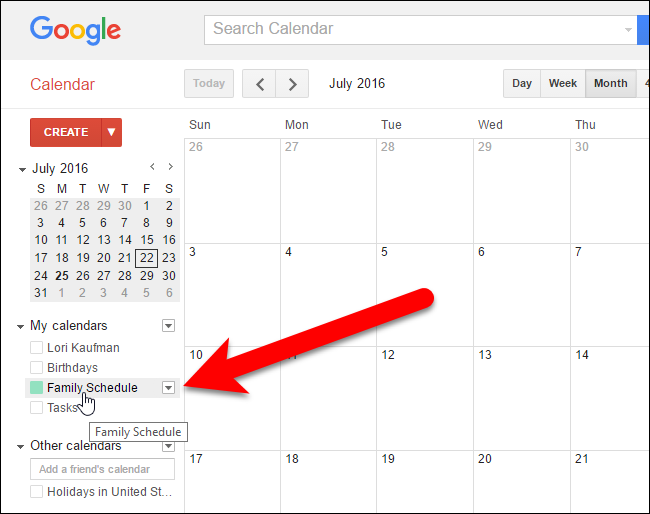 Google
Search Calendar
Calendar
Today
July 2016
Day Week Month 4
CREATE
July 2016
S M T W T F S
26 27 28 29 30 1 2
3 4 5 6 7 8 9
10 11 12 13 14 15 16
17 18 19 20 21 22 23
24 25 26 27 28 29 30
31 1 2 3 4 5 6
My calendars
Lori Kaufman
Birthdays
Family Schedule
Tasks
Family Schedule
Other calendars
Add a friend's calendar
Holidays in United St...
Sun Mon Tue Wed Thu
26 27 28 29 30
3 4 5 6 7
10 11 12 13 14
17 18 19 20 21